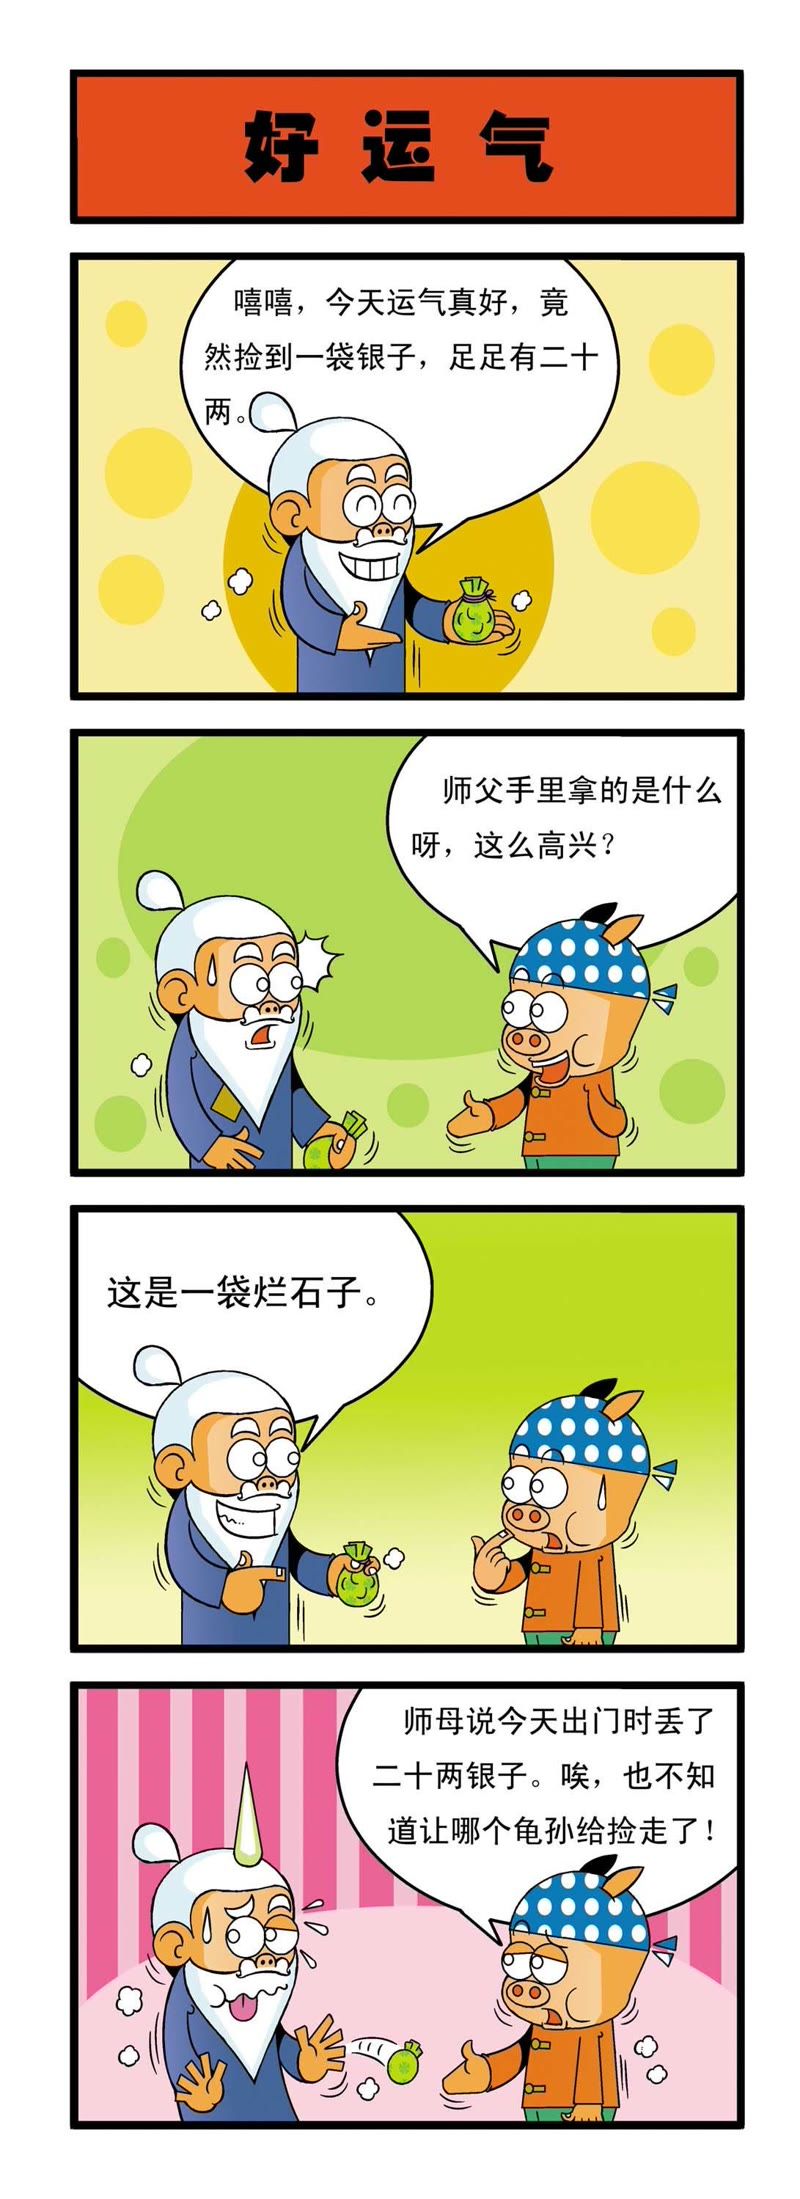 好运气
嘻嘻，今天运气真好，竟
然捡到一袋银子，足足有二十
两。
师父手里拿的是什么
呀，这么高兴？
这是一袋烂石子。
师母说今天出门时丢了
二十两银子。唉，也不知
道让哪个龟孙给捡走了！